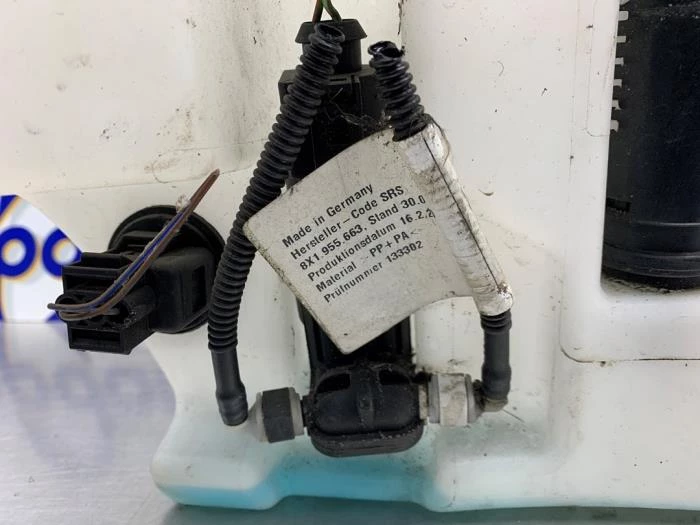 Made in Germany
Hersteller-Code SRS
8X1.955.663. Stand 30.0
Produktionsdatum 16.2.2
Material >PP+PA<
Prüfnummer 133302